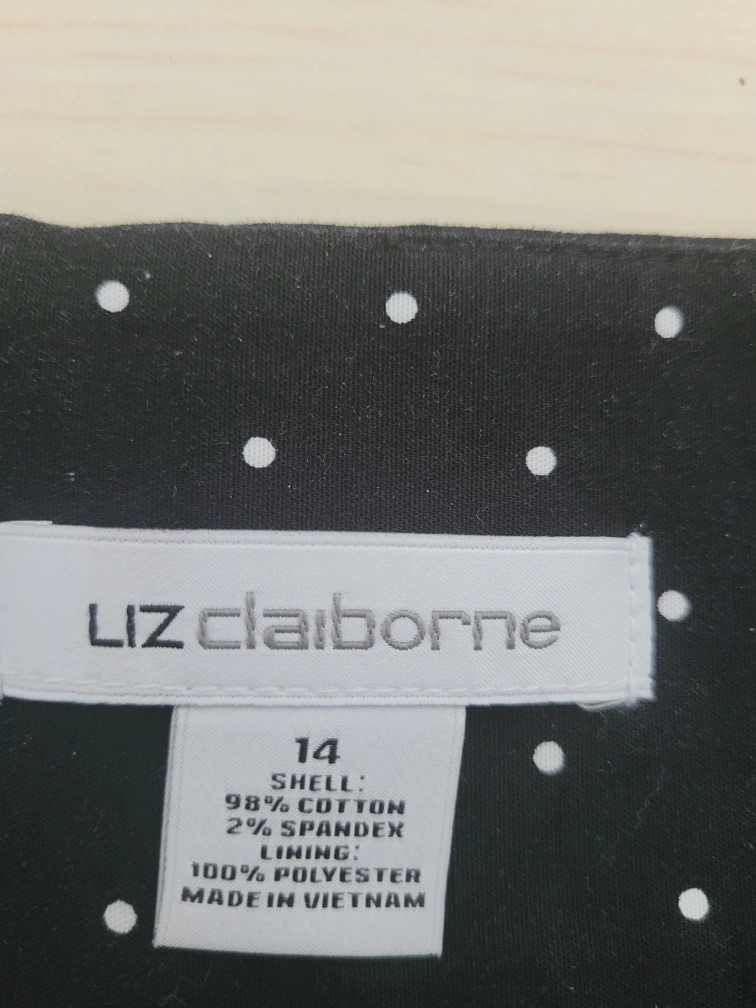 LIZ claiborne
14
SHELL:
98% COTTON
2% SPANDEX
LINING:
100% POLYESTER
MADE IN VIETNAM